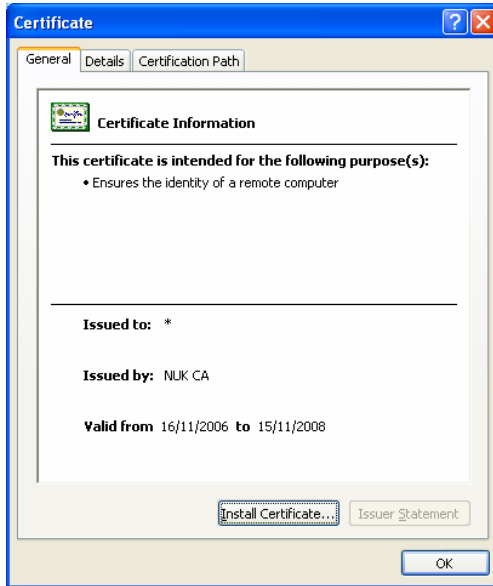 Certificate
General Details Certification Path
Certificate Information
This certificate is intended for the following purpose(s):
• Ensures the identity of a remote computer
Issued to: *
Issued by: NUK CA
Valid from 16/11/2006 to 15/11/2008
Install Certificate... Issuer Statement
OK